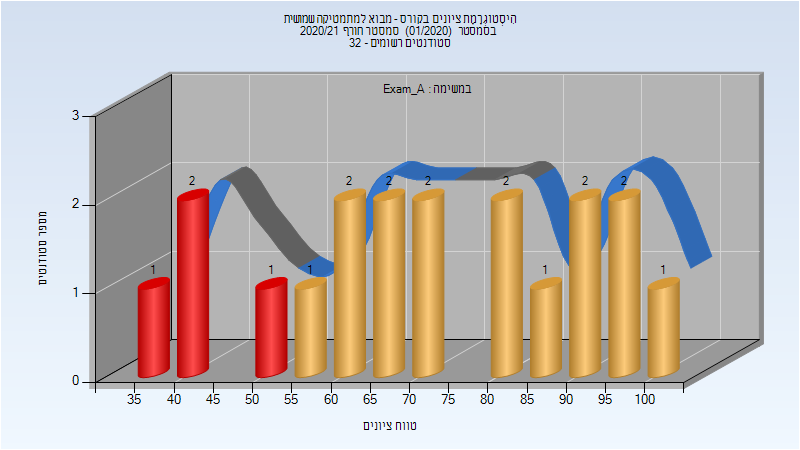 היסטוגרמת ציונים בקורס - מבוא למתמטיקה שמושית
בסמסטר (01/2020) סמסטר חורף 2020/21
סטודנטים רשומים - 32
במשימה : Exam_A
מספר סטודנטים
3
2
1
0
1
2
1
1
2
2
2
2
1
2
2
1
35 40 45 50 55 60 65 70 75 80 85 90 95 100
טווח ציונים